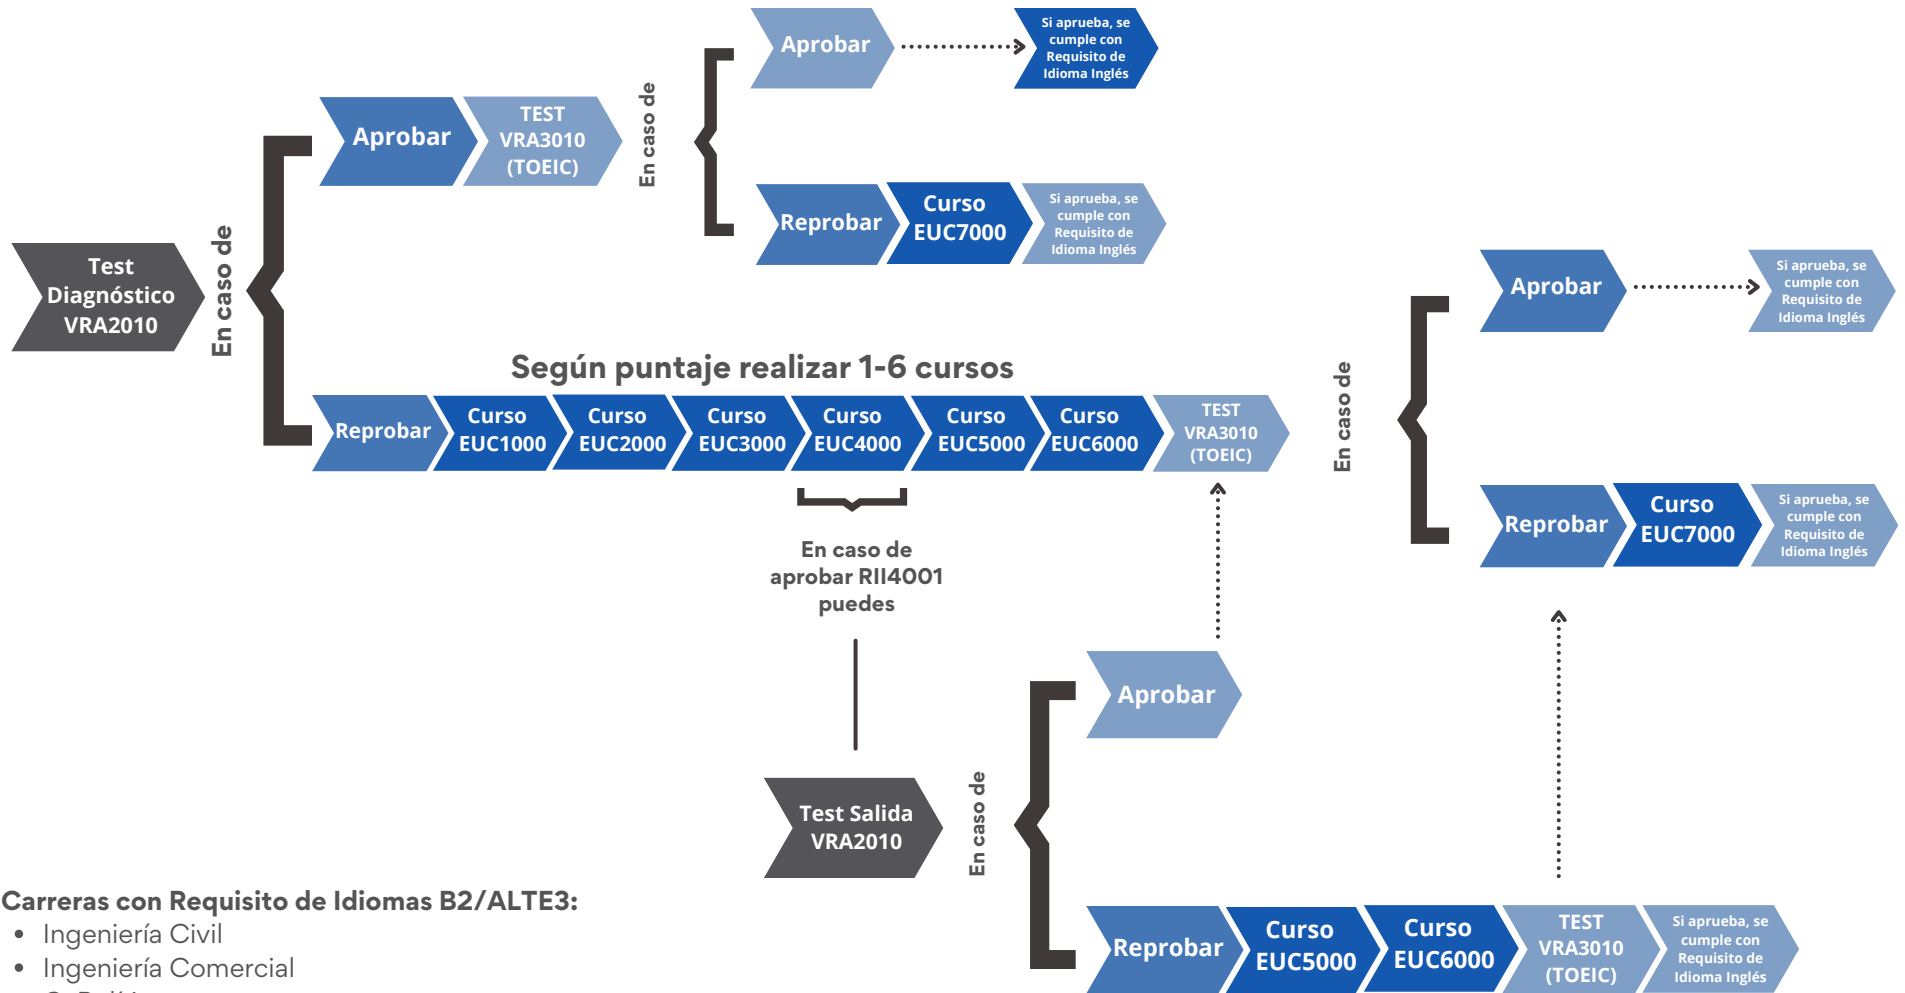 Aprobar
Si aprueba, se
cumple con
Requisito de
Idioma Inglés
Aprobar
TEST
VRA3010
(TOEIC)
En caso de
Reprobar
Curso
EUC7000
Si aprueba, se
cumple con
Requisito de
Idioma Inglés
Test
Diagnóstico
VRA2010
En caso de
Según puntaje realizar 1-6 cursos
Reprobar
Curso
EUC1000
Curso
EUC2000
Curso
EUC3000
Curso
EUC4000
Curso
EUC5000
Curso
EUC6000
TEST
VRA3010
(TOEIC)
En caso de
Aprobar
Si aprueba, se
cumple con
Requisito de
Idioma Inglés
Reprobar
Curso
EUC7000
Si aprueba, se
cumple con
Requisito de
Idioma Inglés
En caso de
aprobar RII4001
puedes
Test Salida
VRA2010
En caso de
Aprobar
Reprobar
Curso
EUC5000
Curso
EUC6000
TEST
VRA3010
(TOEIC)
Si aprueba, se
cumple con
Requisito de
Idioma Inglés
Carreras con Requisito de Idiomas B2/ALTE3:
• Ingeniería Civil
• Ingeniería Comercial